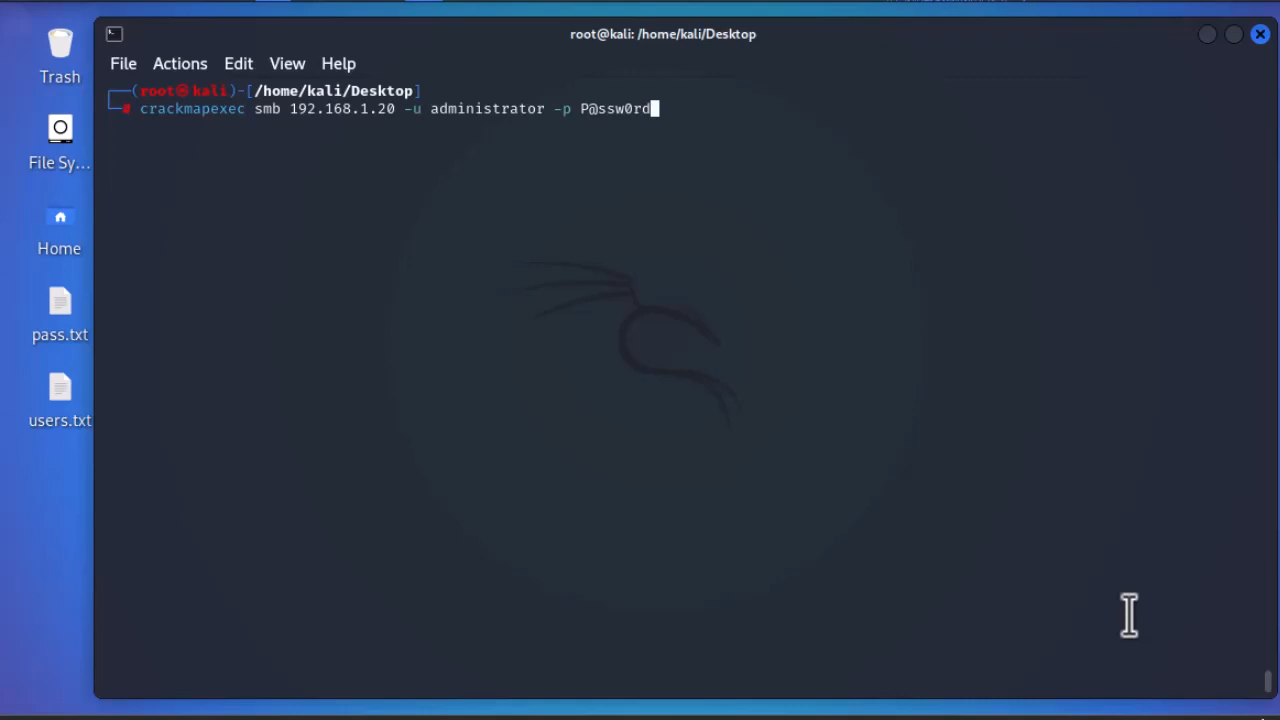 root@kali: /home/kali/Desktop
File Actions Edit View Help
Trash
File Sy...
Home
pass.txt
users.txt
┌──(root㉿kali)-[/home/kali/Desktop]
└─# crackmapexec smb 192.168.1.20 -u administrator -p P@ssw0rd